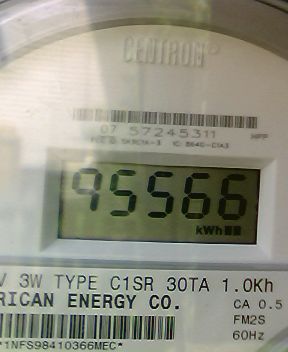 CENTRON®
07 57245311 HPP
95566
kWh
V 3W TYPE C1SR 30TA 1.0Kh
RICAN ENERGY CO. CA 0.5
FM2S
60Hz
*1NFS98410366MEC*